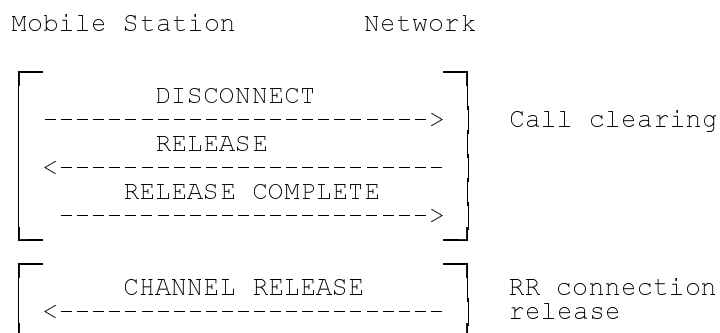 Mobile Station Network
DISCONNECT
Call clearing
RELEASE
RELEASE COMPLETE
CHANNEL RELEASE RR connection
release